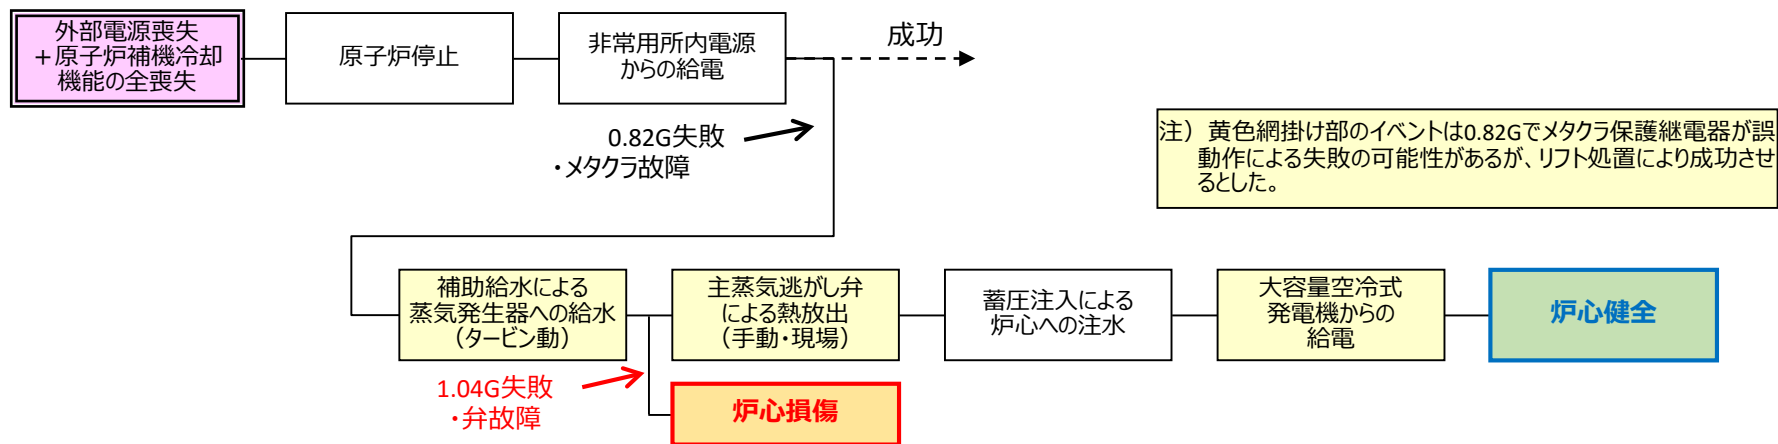 外部電源喪失
＋原子炉補機冷却
機能の全喪失
原子炉停止
非常用所内電源
からの給電
成功
0.82G失敗
・メタクラ故障
注）黄色網掛け部のイベントは0.82Gでメタクラ保護継電器が誤
動作による失敗の可能性があるが、リフト処置により成功させ
るとした。
補助給水による
蒸気発生器への給水
（タービン動）
主蒸気逃がし弁
による熱放出
（手動・現場）
蓄圧注入による
炉心への注水
大容量空冷式
発電機からの
給電
炉心健全
1.04G失敗
・弁故障
炉心損傷